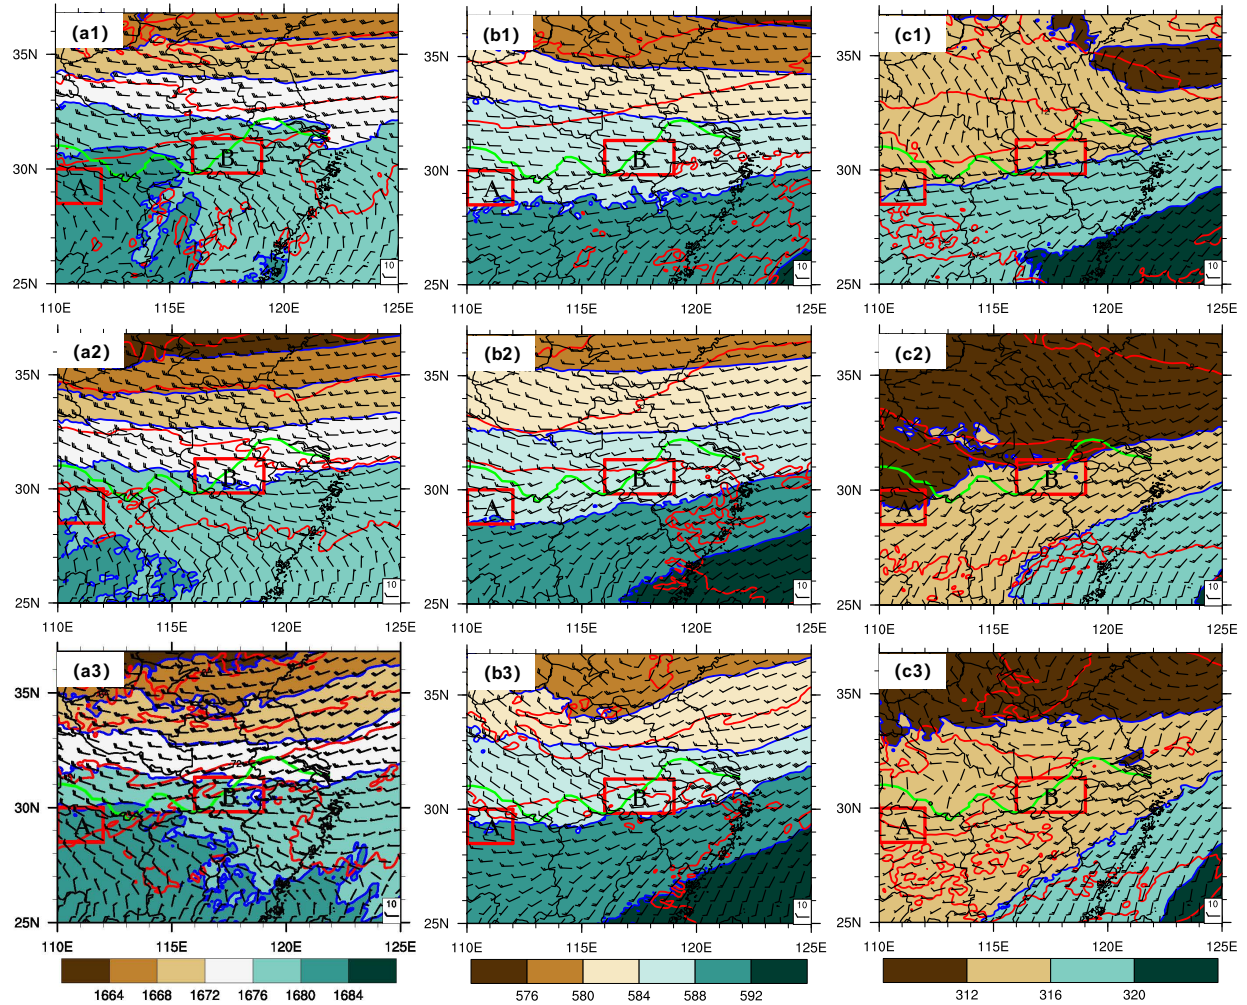 (a1) (b1) (c1)
35N 35N 35N
30N 30N 30N
25N 25N 25N
A B A B A B
10 10 10
110E 115E 120E 125E 110E 115E 120E 125E 110E 115E 120E 125E
(a2) (b2) (c2)
35N 35N 35N
30N 30N 30N
25N 25N 25N
A B A B A B
10 10 10
110E 115E 120E 125E 110E 115E 120E 125E 110E 115E 120E 125E
(a3) (b3) (c3)
35N 35N 35N
72
30N 30N 30N
25N 25N 25N
A B A B A B
10 10 10
110E 115E 120E 125E 110E 115E 120E 125E 110E 115E 120E 125E
1664 1668 1672 1676 1680 1684 576 580 584 588 592 312 316 320